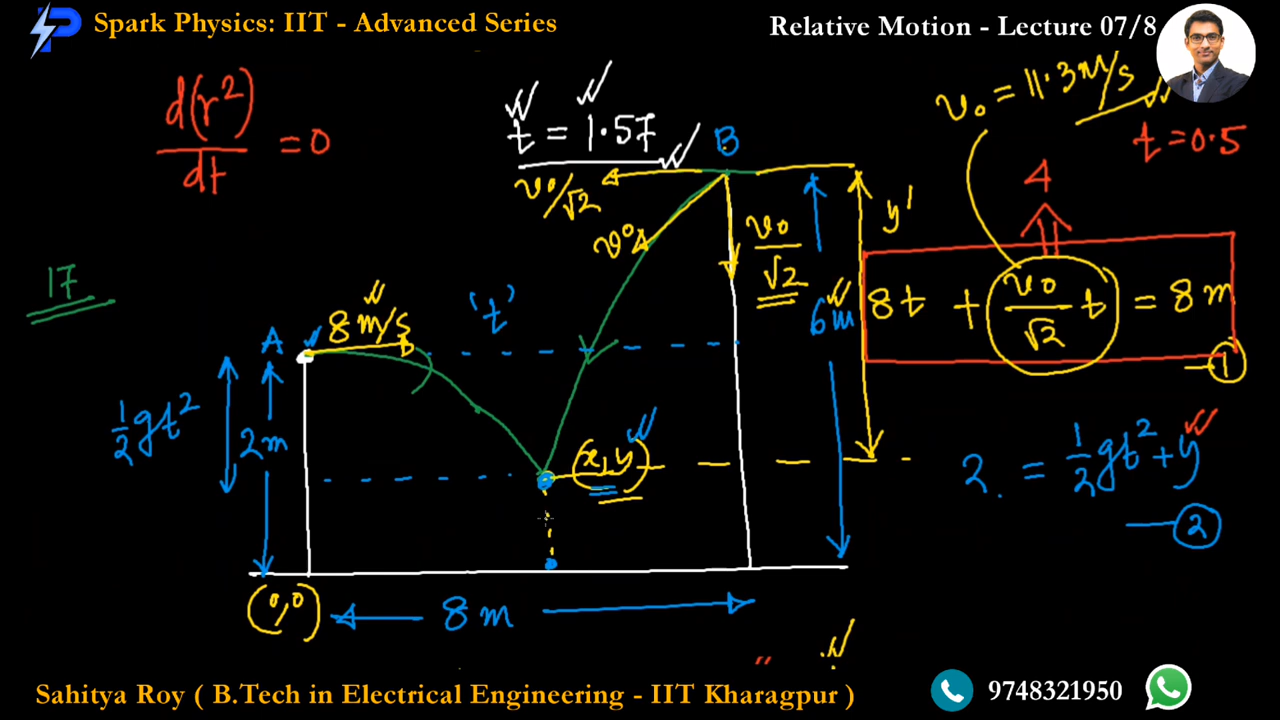 Spark Physics: IIT - Advanced Series
Relative Motion - Lecture 07/8
d(r²)/dt = 0
t = 1.57
v₀ = 11.3 m/s
t = 0.5
B
v₀/√2
v₀
v₀/√2
y'
4
8t + v₀/√2 t = 8m
①
17
8 m/s
't'
6m
A
½gt²
2m
(x, y)
2 = ½gt² + y
②
(0,0)
8 m
Sahitya Roy ( B.Tech in Electrical Engineering - IIT Kharagpur )
9748321950